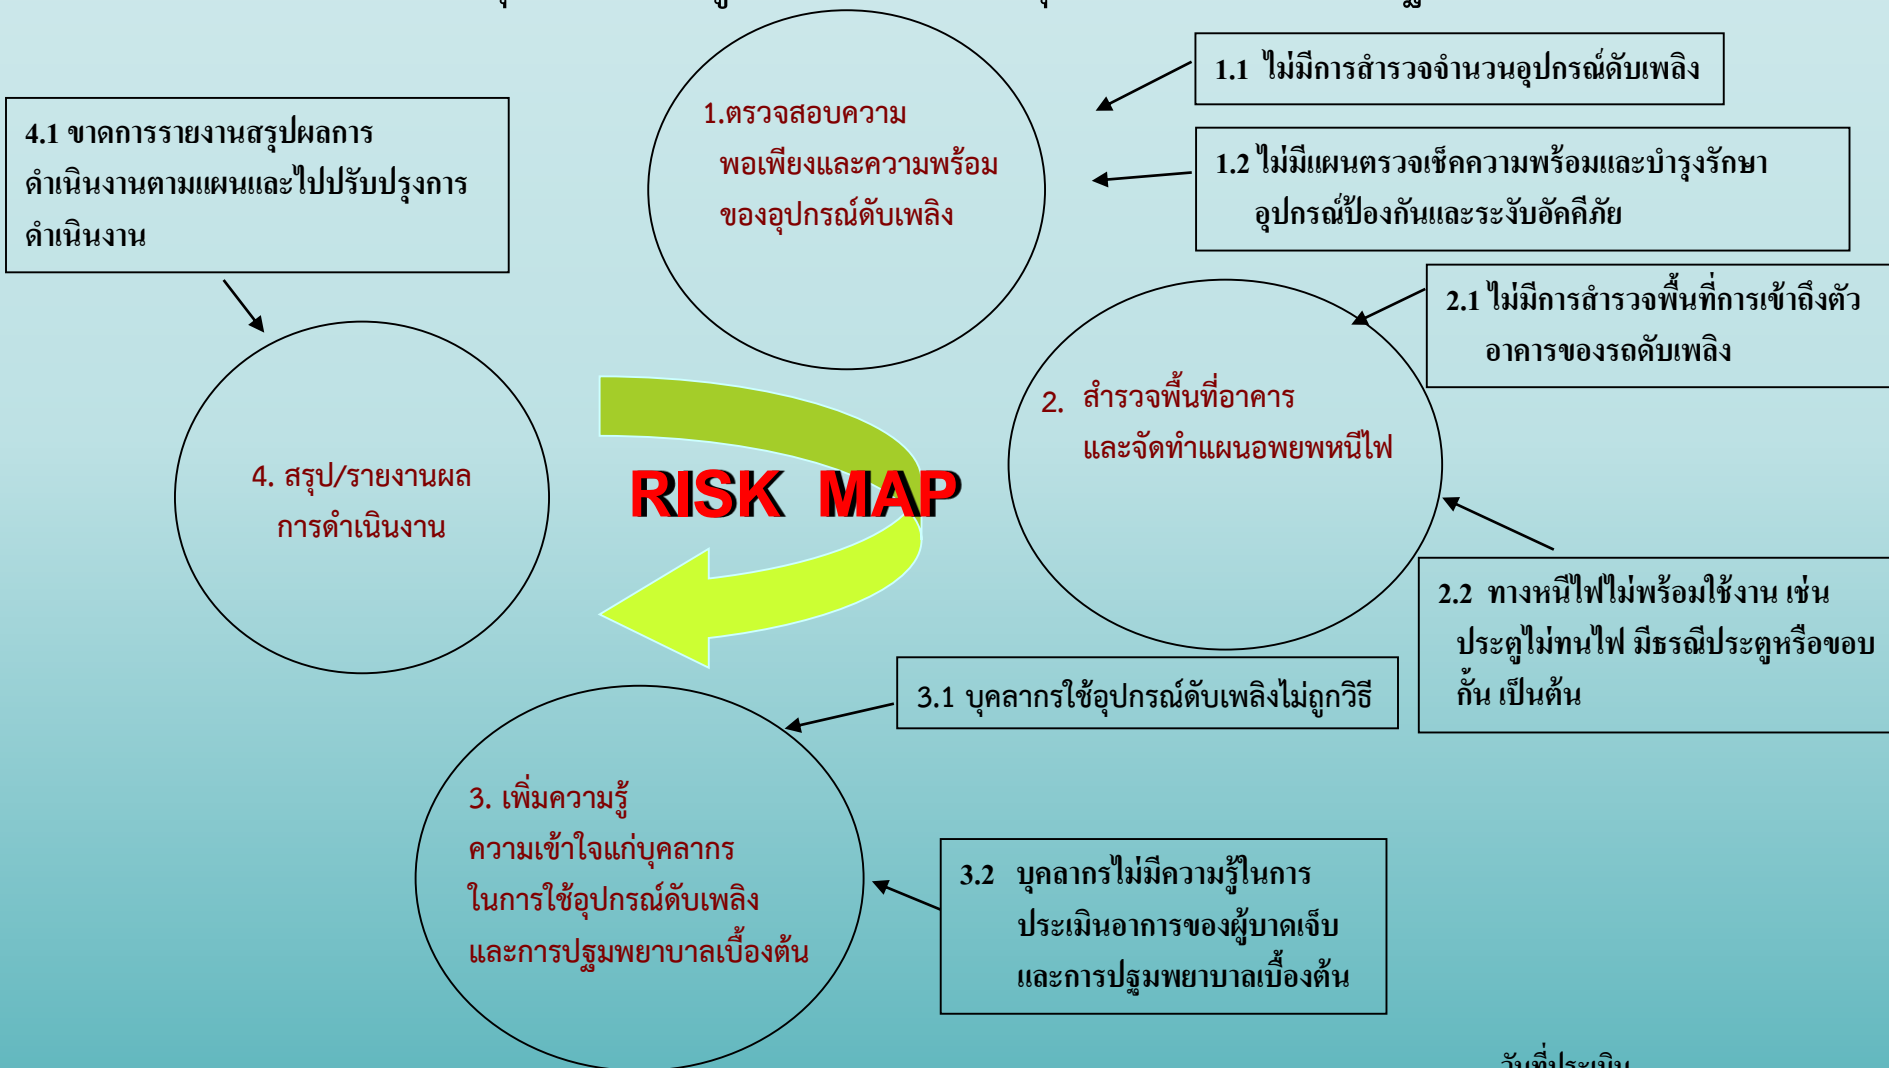 1.1 ไม่มีการสำรวจจำนวนอุปกรณ์ดับเพลิง
1.ตรวจสอบความ
พอเพียงและความพร้อม
ของอุปกรณ์ดับเพลิง
1.2 ไม่มีแผนตรวจเช็คความพร้อมและบำรุงรักษา
อุปกรณ์ป้องกันและระงับอัคคีภัย
4.1 ขาดการรายงานสรุปผลการ
ดำเนินงานตามแผนและไปปรับปรุงการ
ดำเนินงาน
2.1 ไม่มีการสำรวจพื้นที่การเข้าถึงตัว
อาคารของรถดับเพลิง
2. สำรวจพื้นที่อาคาร
และจัดทำแผนอพยพหนีไฟ
4. สรุป/รายงานผล
การดำเนินงาน
RISK MAP
2.2 ทางหนีไฟไม่พร้อมใช้งาน เช่น
ประตูไม่ทนไฟ มีธรณีประตูหรือขอบ
กั้น เป็นต้น
3.1 บุคลากรใช้อุปกรณ์ดับเพลิงไม่ถูกวิธี
3. เพิ่มความรู้
ความเข้าใจแก่บุคลากร
ในการใช้อุปกรณ์ดับเพลิง
และการปฐมพยาบาลเบื้องต้น
3.2 บุคลากรไม่มีความรู้ในการ
ประเมินอาการของผู้บาดเจ็บ
และการปฐมพยาบาลเบื้องต้น
วันที่ประเมิน